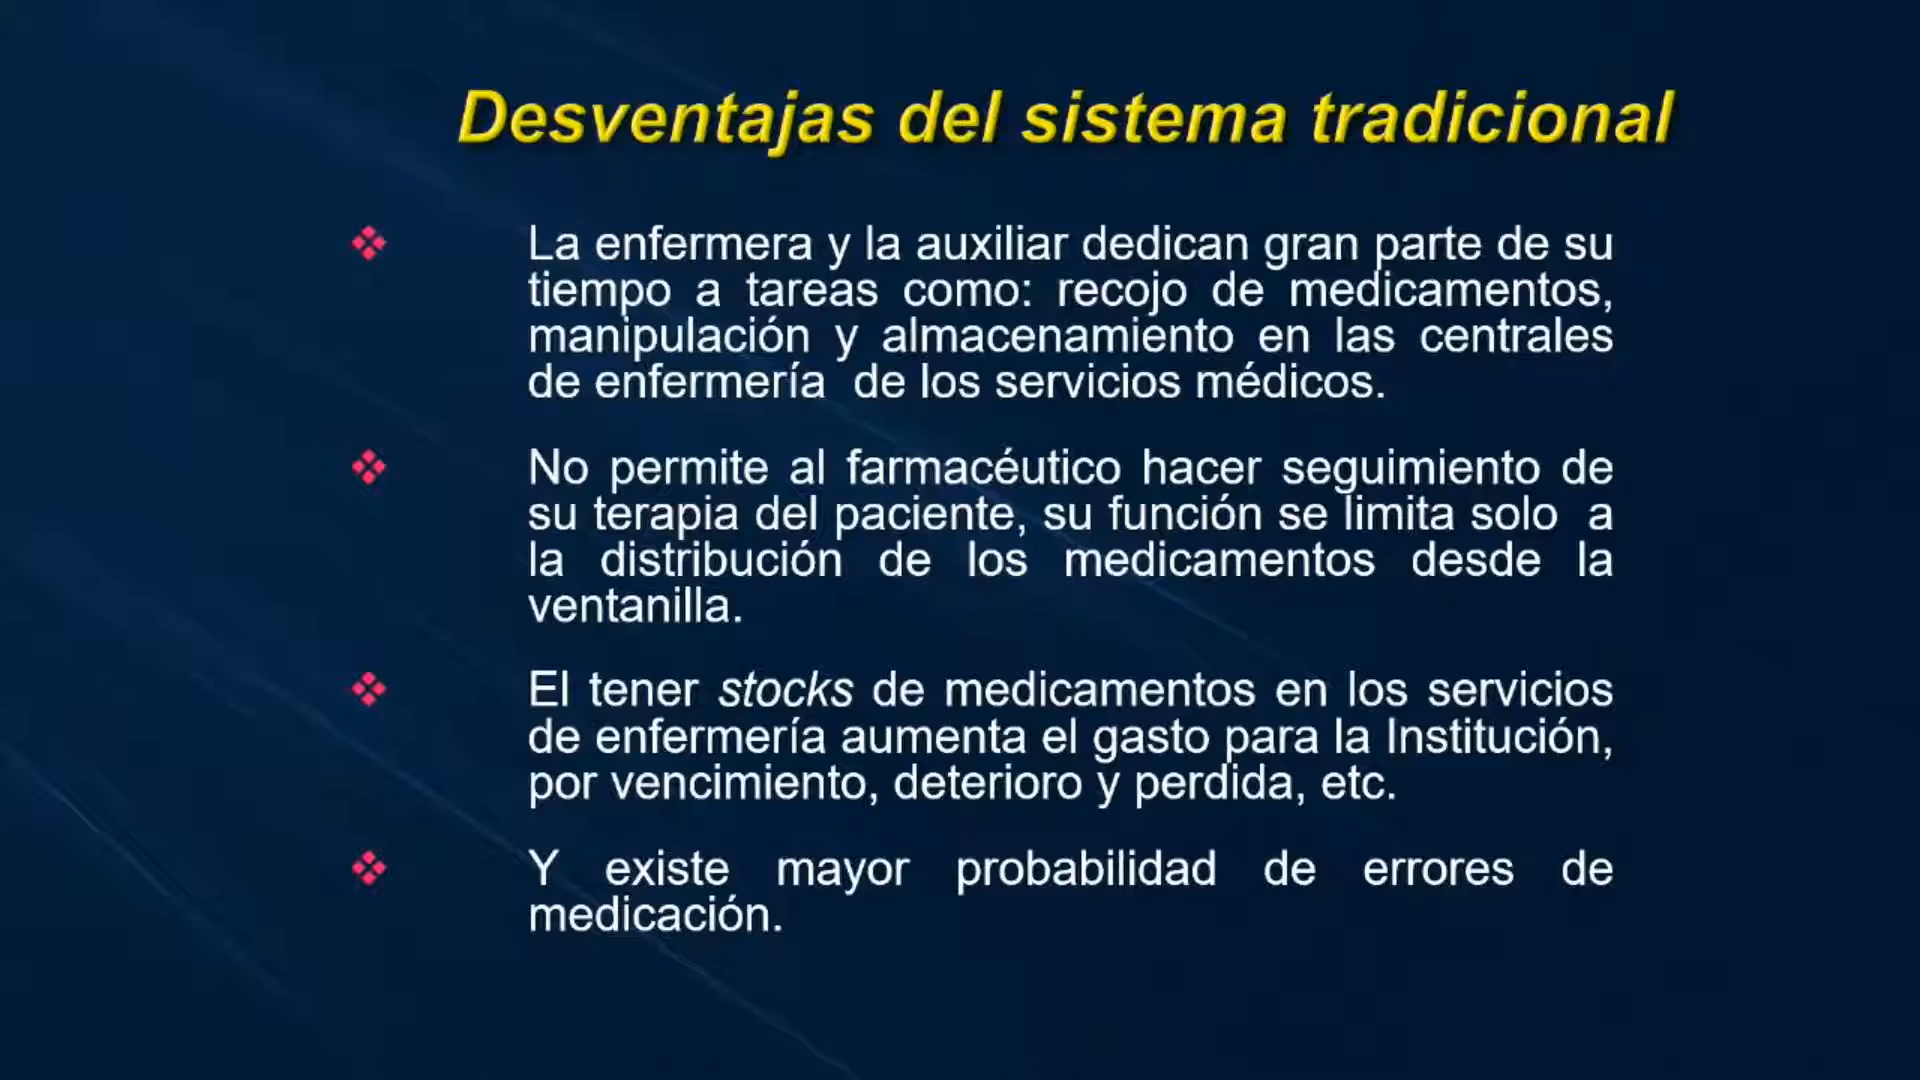 Desventajas del sistema tradicional
La enfermera y la auxiliar dedican gran parte de su
tiempo a tareas como: recojo de medicamentos,
manipulación y almacenamiento en las centrales
de enfermería  de los servicios médicos.
No permite al farmacéutico hacer seguimiento de
su terapia del paciente, su función se limita solo  a
la distribución de los medicamentos desde la
ventanilla.
El tener stocks de medicamentos en los servicios
de enfermería aumenta el gasto para la Institución,
por vencimiento, deterioro y perdida, etc.
Y existe mayor probabilidad de errores de
medicación.